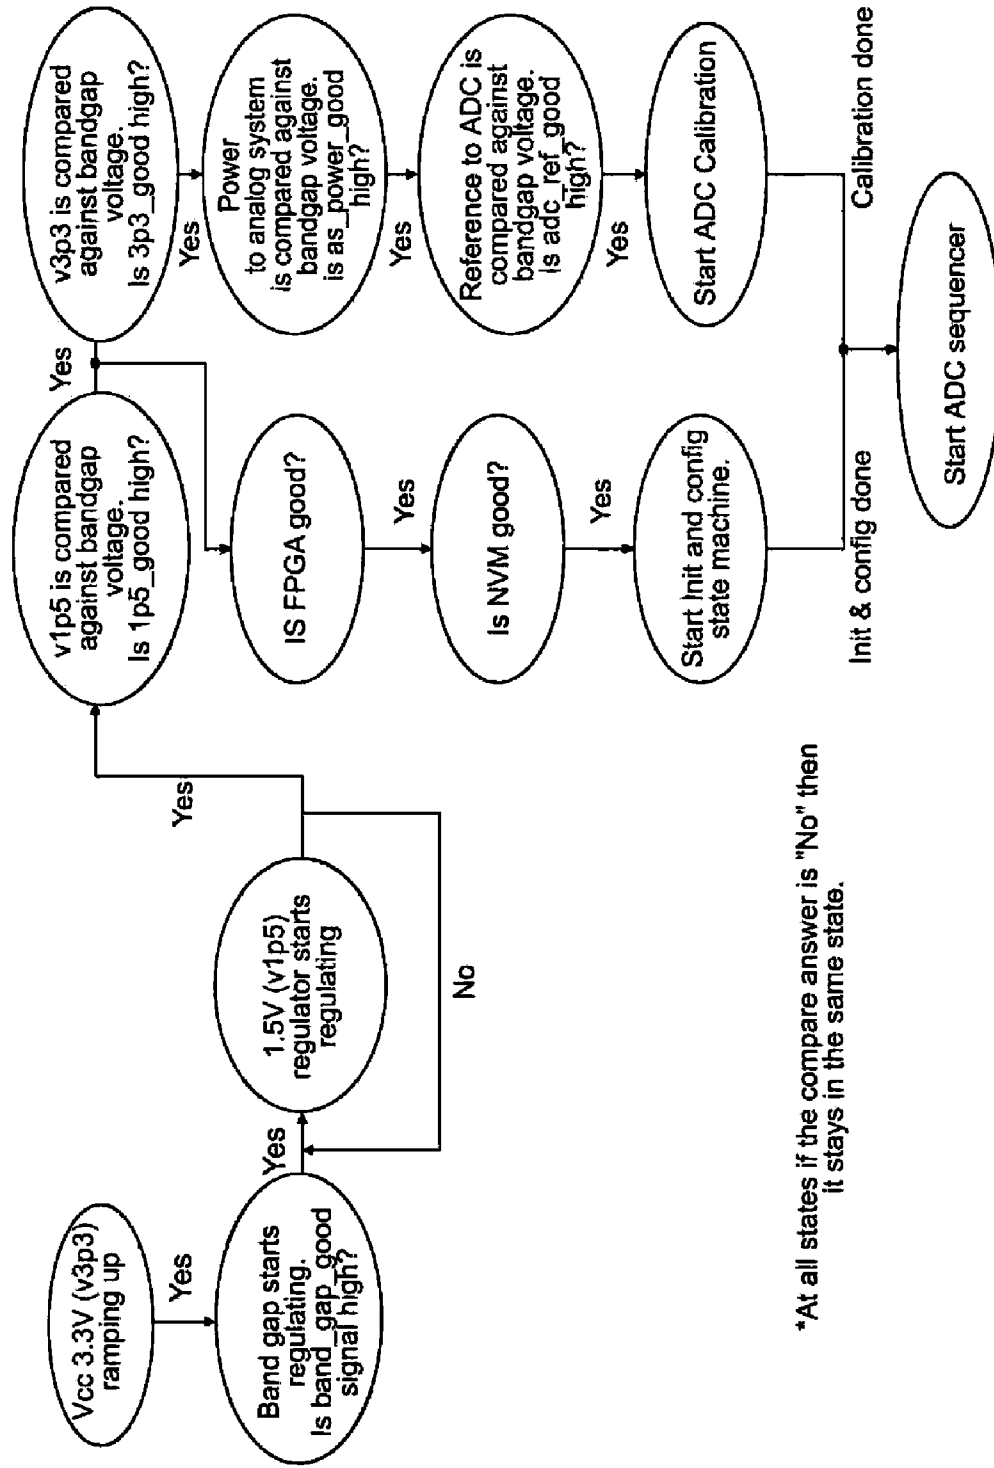 Vcc 3.3V (v3p3)
ramping up
Yes
Band gap starts
regulating.
Is band_gap_good
signal high?
Yes
1.5V (v1p5)
regulator starts
regulating
No
Yes
v1p5 is compared
against bandgap
voltage.
Is 1p5_good high?
Yes
v3p3 is compared
against bandgap
voltage.
Is 3p3_good high?
Yes
Power
to analog system
is compared against
bandgap voltage.
is as_power_good
high?
Yes
Reference to ADC is
compared against
bandgap voltage.
Is adc_ref_good
high?
Yes
Start ADC Calibration
Calibration done
IS FPGA good?
Yes
Is NVM good?
Yes
Start Init and config
state machine.
Init & config done
Start ADC sequencer
*At all states if the compare answer is "No" then
it stays in the same state.